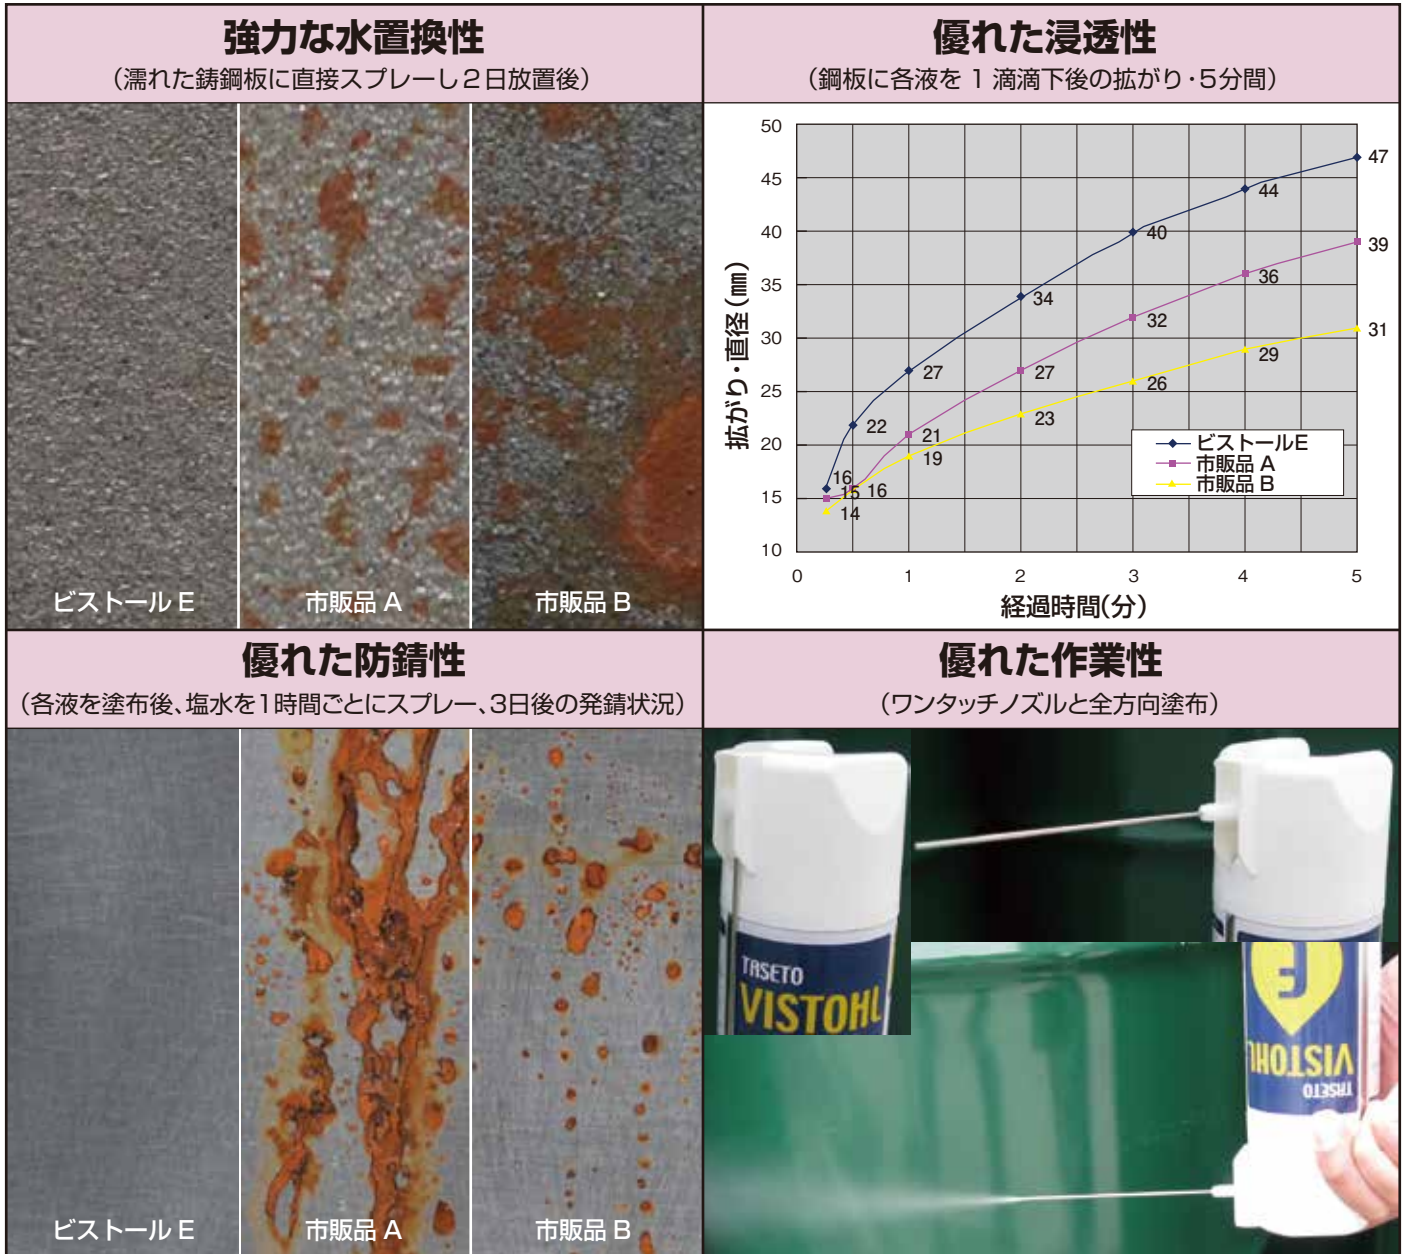 強力な水置換性
（濡れた鋳鋼板に直接スプレーし2日放置後）
ビストール E
市販品 A
市販品 B
優れた浸透性
（鋼板に各液を 1 滴滴下後の拡がり・5分間）
拡がり・直径(㎜)
50
45
40
35
30
25
20
15
10
0
1
2
3
4
5
経過時間(分)
16
22
27
34
40
44
47
15
16
21
27
32
36
39
14
19
23
26
29
31
ビストールE
市販品 A
市販品 B
優れた防錆性
（各液を塗布後、塩水を1時間ごとにスプレー、3日後の発錆状況）
ビストール E
市販品 A
市販品 B
優れた作業性
（ワンタッチノズルと全方向塗布）
TASETO
VISTOHL
E
VISTOHL
TASETO